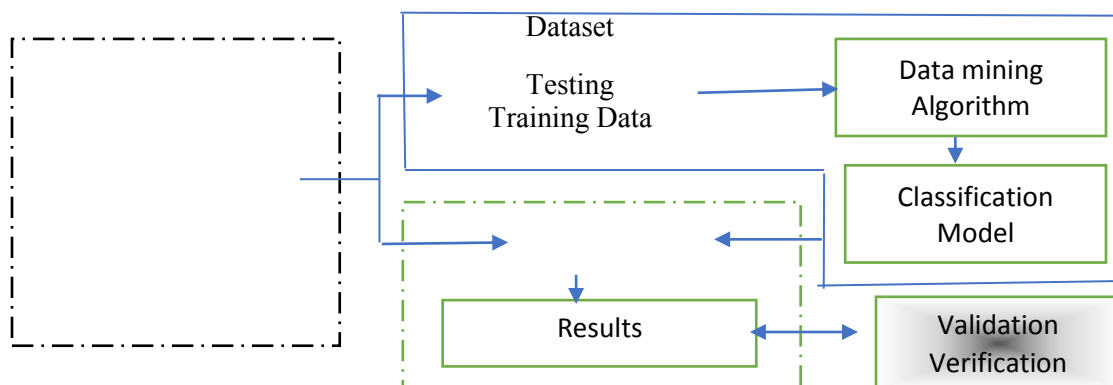 Dataset
Testing
Training Data
Data mining
Algorithm
Classification
Model
Results
Validation
Verification